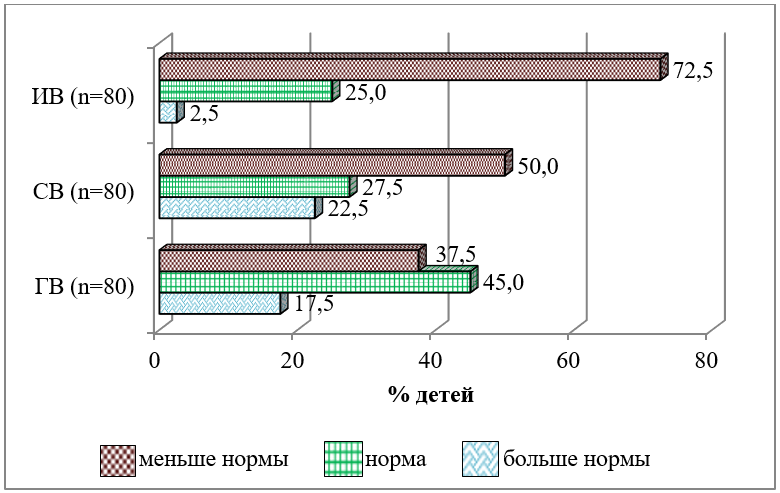 ИВ (n=80)
72,5
25,0
2,5
СВ (n=80)
50,0
27,5
22,5
ГВ (n=80)
37,5
45,0
17,5
0 20 40 60 80
% детей
меньше нормы норма больше нормы